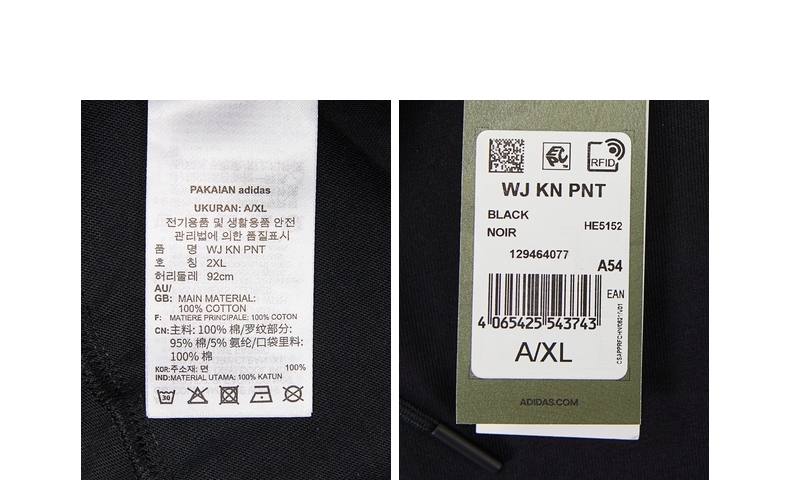 PAKAIAN adidas
UKURAN: A/XL
전기용품 및 생활용품 안전
관리법에 의한 품질표시
품 명 WJ KN PNT
호 칭 2XL
허리둘레 92cm
AU/
GB: MAIN MATERIAL:
100% COTTON
F: MATIERE PRINCIPALE: 100% COTON
CN:主料: 100% 棉/罗纹部分:
95% 棉/5% 氨纶/口袋里料:
100% 棉
KOR:주소재: 면 100%
IND:MATERIAL UTAMA: 100% KATUN
30
EPC
RFID
WJ KN PNT
BLACK
NOIR
HE5152
129464077
A54
EAN
4 065425 543743
A/XL
ADIDAS.COM